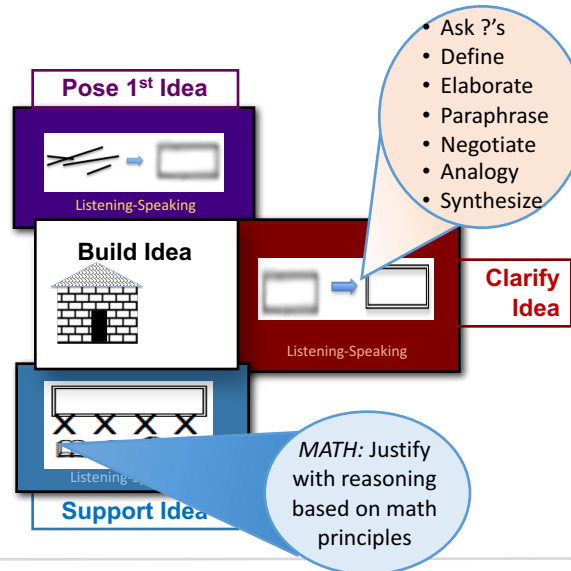 Pose 1st Idea
Listening-Speaking
Build Idea
• Ask ?'s
• Define
• Elaborate
• Paraphrase
• Negotiate
• Analogy
• Synthesize
Clarify
Idea
Listening-Speaking
Support Idea
MATH: Justify
with reasoning
based on math
principles